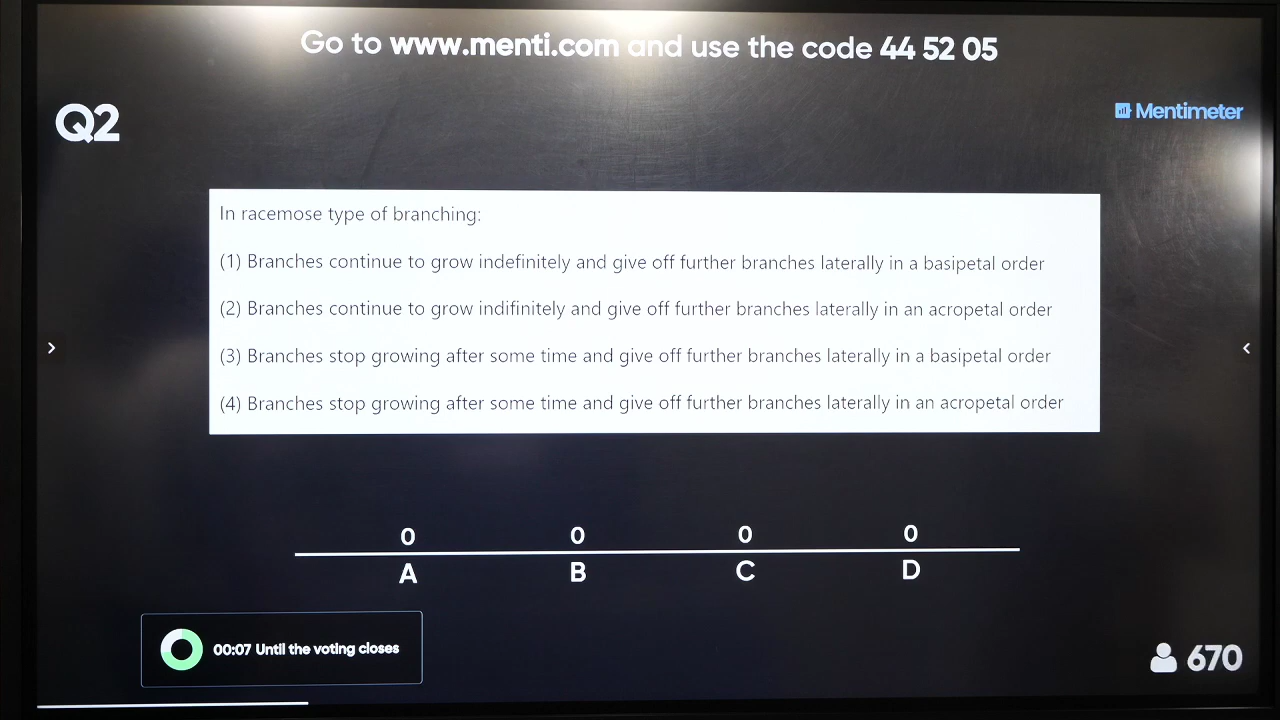 Go to www.menti.com and use the code 44 52 05
Q2
Mentimeter
In racemose type of branching:
(1) Branches continue to grow indefinitely and give off further branches laterally in a basipetal order
(2) Branches continue to grow indifinitely and give off further branches laterally in an acropetal order
(3) Branches stop growing after some time and give off further branches laterally in a basipetal order
(4) Branches stop growing after some time and give off further branches laterally in an acropetal order
0 0 0 0
A B C D
00:07 Until the voting closes
670